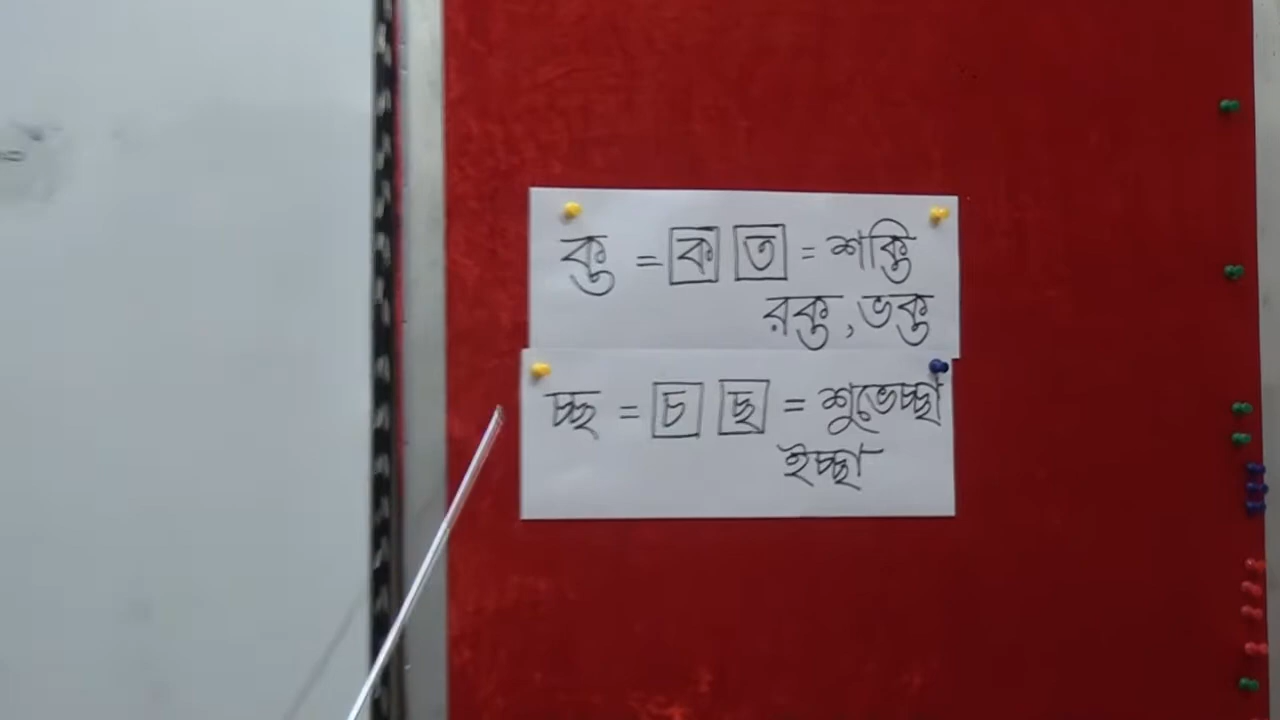 ক্ত = ক ত = শক্তি
রক্ত, ভক্ত
চ্ছ = চ ছ = শুভেচ্ছা
ইচ্ছা